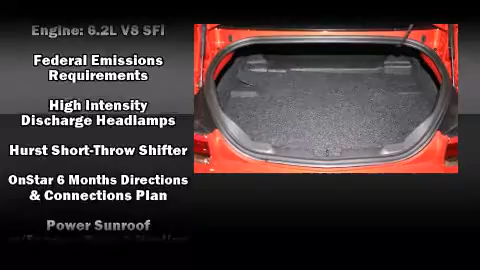 Engine: 6.2L V8 SFI
Federal Emissions
Requirements
High Intensity
Discharge Headlamps
Hurst Short-Throw Shifter
OnStar 6 Months Directions
& Connections Plan
Power Sunroof